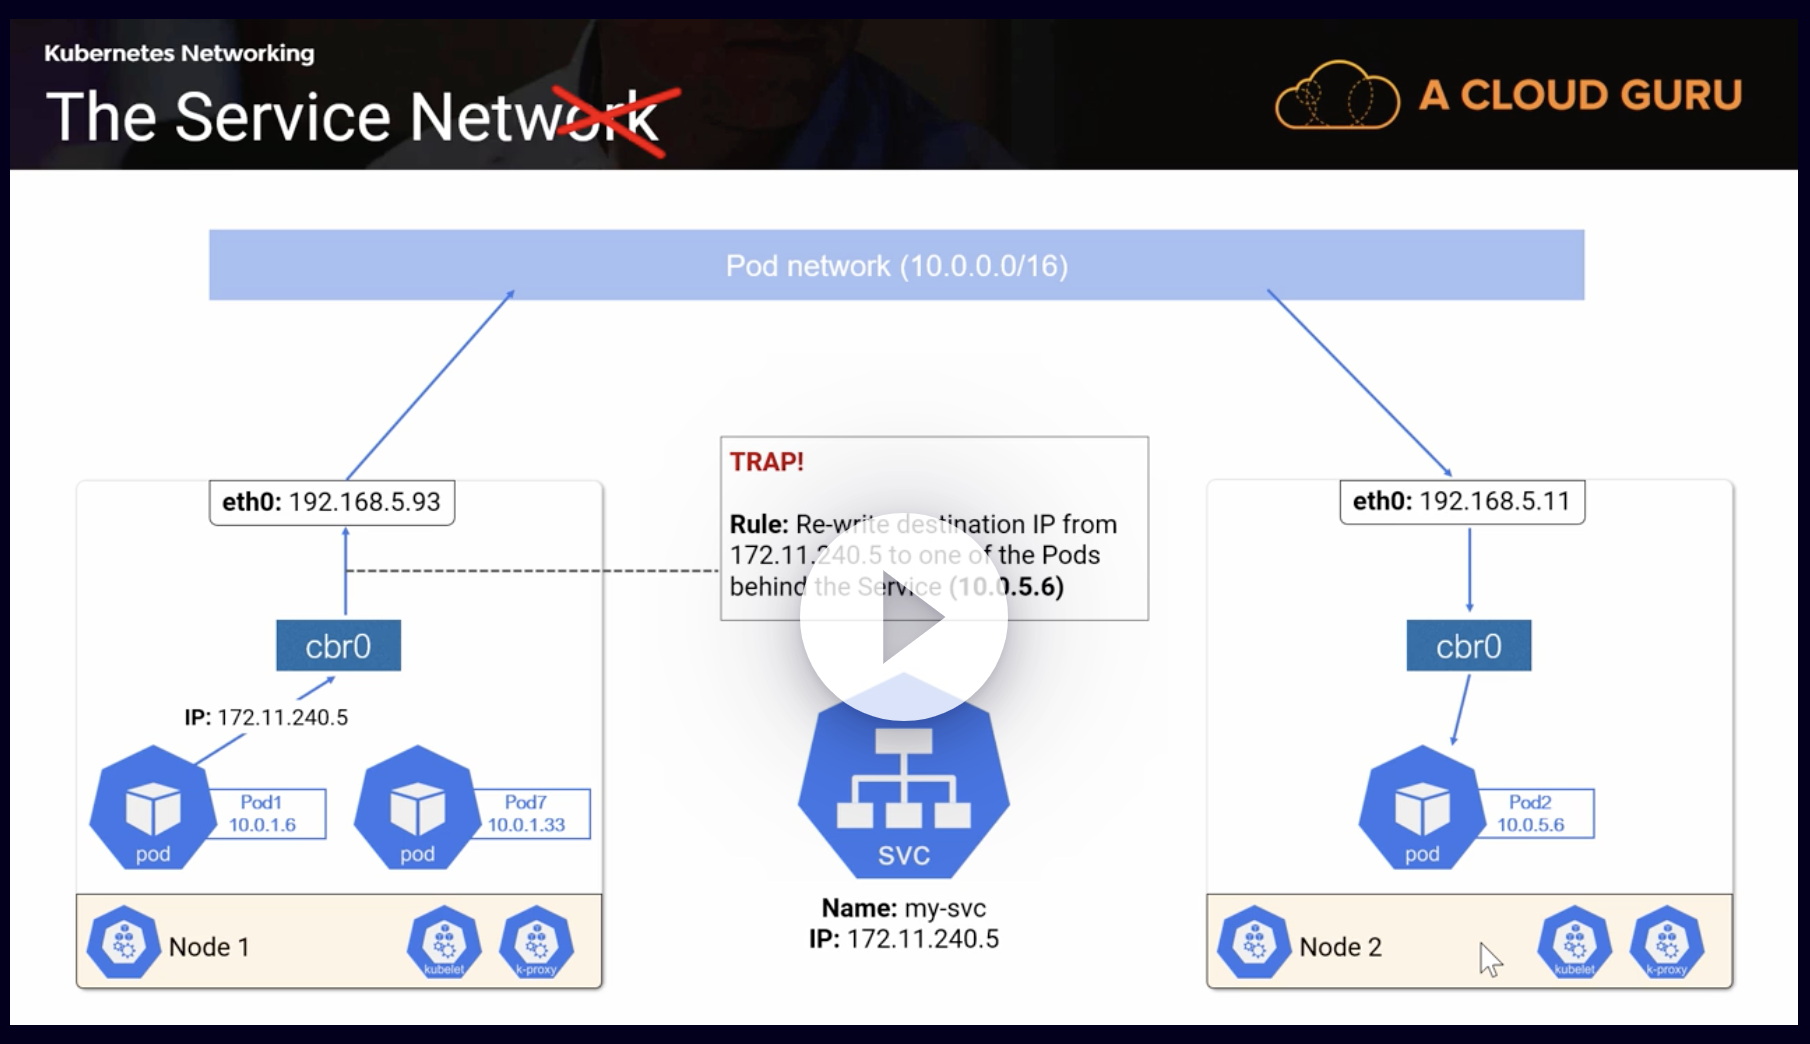 Kubernetes Networking
The Service Network
A CLOUD GURU
Pod network (10.0.0.0/16)
TRAP!
Rule: Re-write destination IP from
172.11.240.5 to one of the Pods
behind the Service (10.0.5.6)
eth0: 192.168.5.93
cbr0
IP: 172.11.240.5
Pod1
10.0.1.6
pod
Pod7
10.0.1.33
pod
Node 1
kubelet
k-proxy
svc
Name: my-svc
IP: 172.11.240.5
eth0: 192.168.5.11
cbr0
Pod2
10.0.5.6
pod
Node 2
kubelet
k-proxy